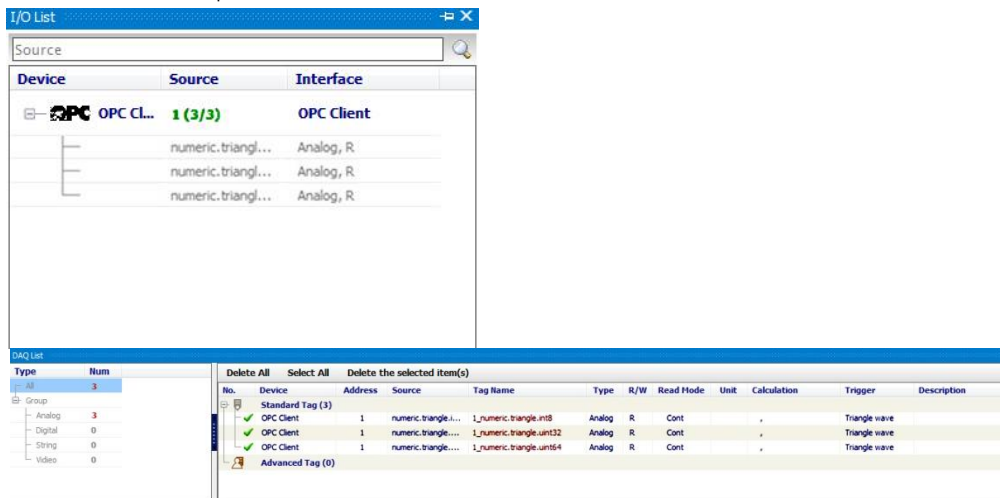 I/O List
Source
Device Source Interface
OPC OPC Cl... 1 (3/3) OPC Client
numeric.triangl... Analog, R
numeric.triangl... Analog, R
numeric.triangl... Analog, R
DAQ List
Type Num
All 3
Group
Analog 3
Digital 0
String 0
Video 0
Delete All Select All Delete the selected item(s)
No. Device Address Source Tag Name Type R/W Read Mode Unit Calculation Trigger Description
Standard Tag (3)
OPC Client 1 numeric.triangle.i... 1_numeric.triangle.int8 Analog R Cont , Triangle wave
OPC Client 1 numeric.triangle.... 1_numeric.triangle.uint32 Analog R Cont , Triangle wave
OPC Client 1 numeric.triangle.... 1_numeric.triangle.uint64 Analog R Cont , Triangle wave
Advanced Tag (0)